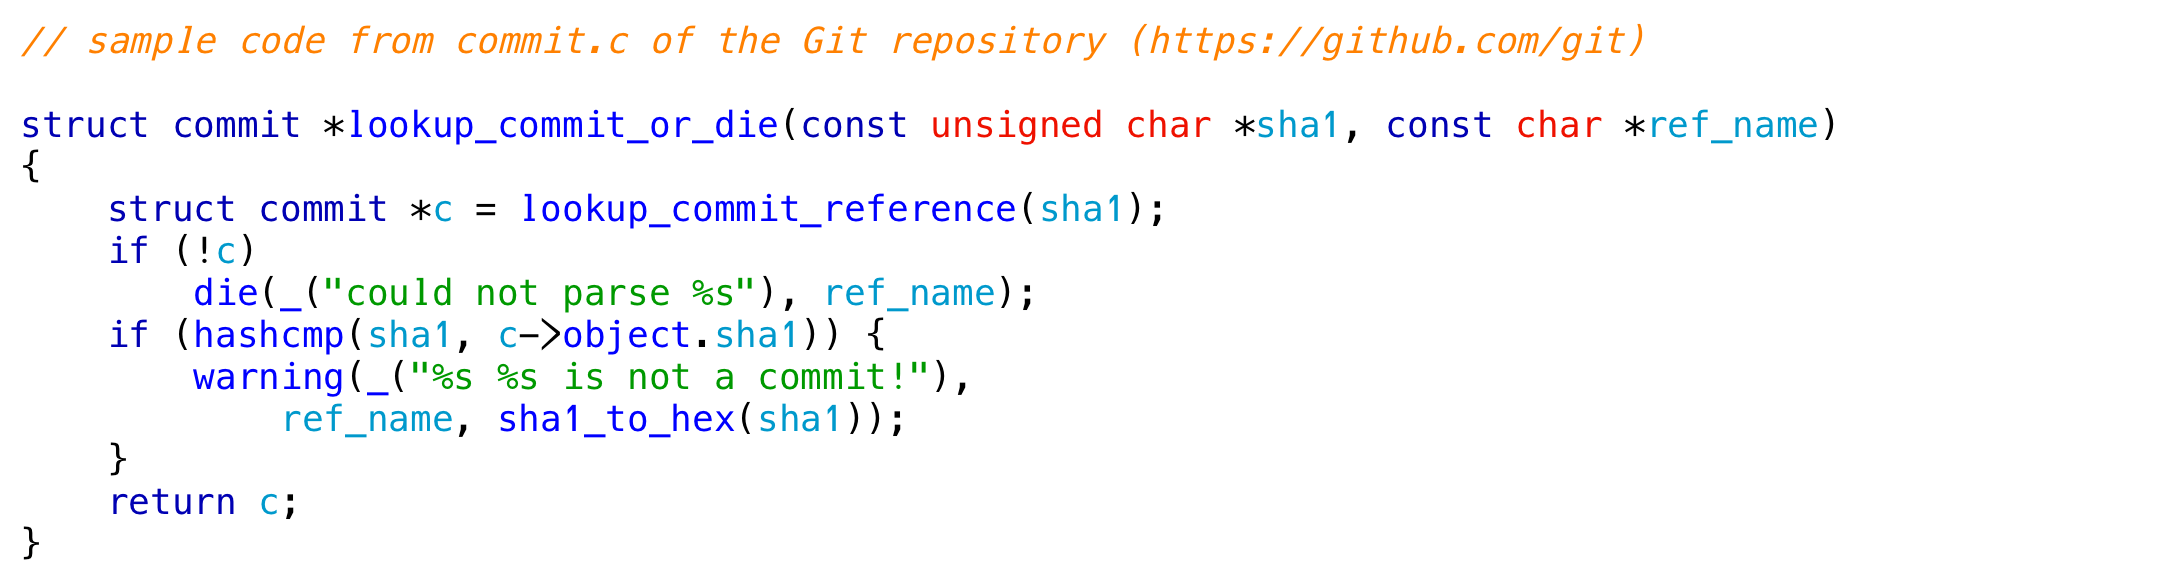 // sample code from commit.c of the Git repository (https://github.com/git)

struct commit *lookup_commit_or_die(const unsigned char *sha1, const char *ref_name)
{
    struct commit *c = lookup_commit_reference(sha1);
    if (!c)
        die(_("could not parse %s"), ref_name);
    if (hashcmp(sha1, c->object.sha1)) {
        warning(_("%s %s is not a commit!"),
            ref_name, sha1_to_hex(sha1));
    }
    return c;
}